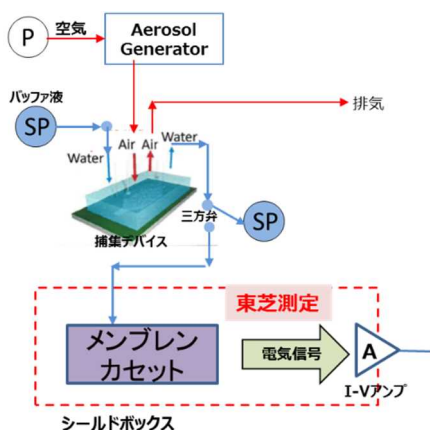 P
空気
Aerosol
Generator
バッファ液
SP
Water
Air
Air
Water
排気
三方弁
SP
捕集デバイス
東芝測定
メンブレン
カセット
電気信号
A
I-Vアンプ
シールドボックス